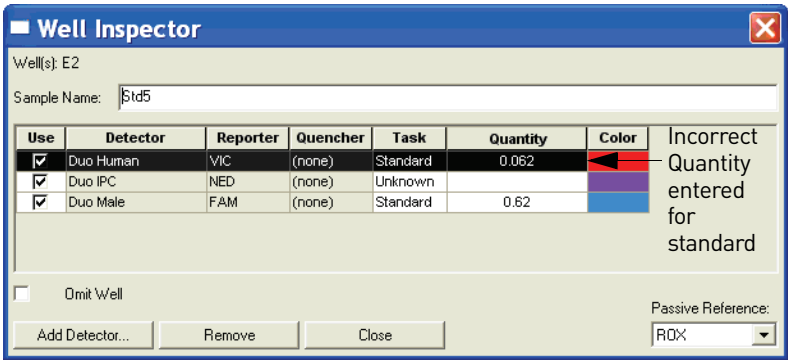 Well Inspector
Well(s): E2
Sample Name: Std5
Use Detector Reporter Quencher Task Quantity Color
Duo Human VIC (none) Standard 0.062
Duo IPC NED (none) Unknown
Duo Male FAM (none) Standard 0.62
Incorrect
Quantity
entered
for
standard
Omit Well
Passive Reference:
Add Detector... Remove Close ROX